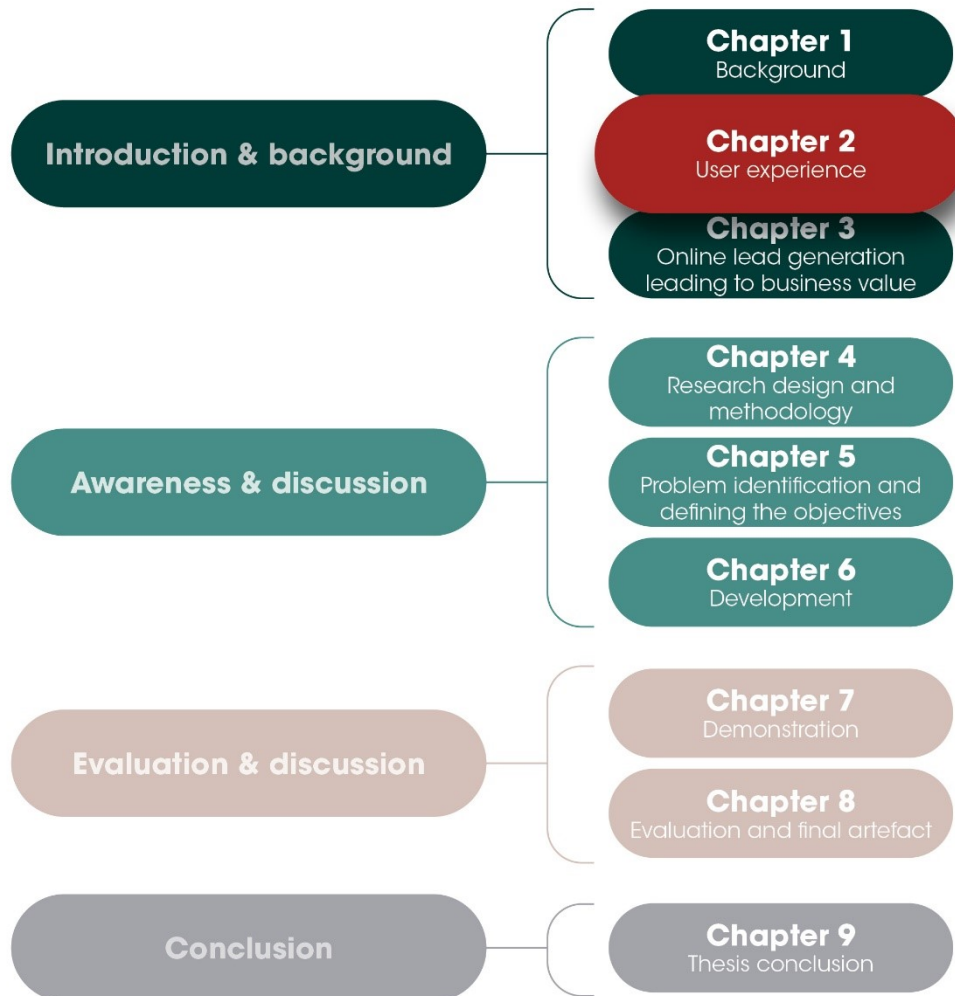 Introduction & background
Chapter 1
Background
Chapter 2
User experience
Chapter 3
Online lead generation
leading to business value
Awareness & discussion
Chapter 4
Research design and
methodology
Chapter 5
Problem identification and
defining the objectives
Chapter 6
Development
Evaluation & discussion
Chapter 7
Demonstration
Chapter 8
Evaluation and final artefact
Conclusion
Chapter 9
Thesis conclusion